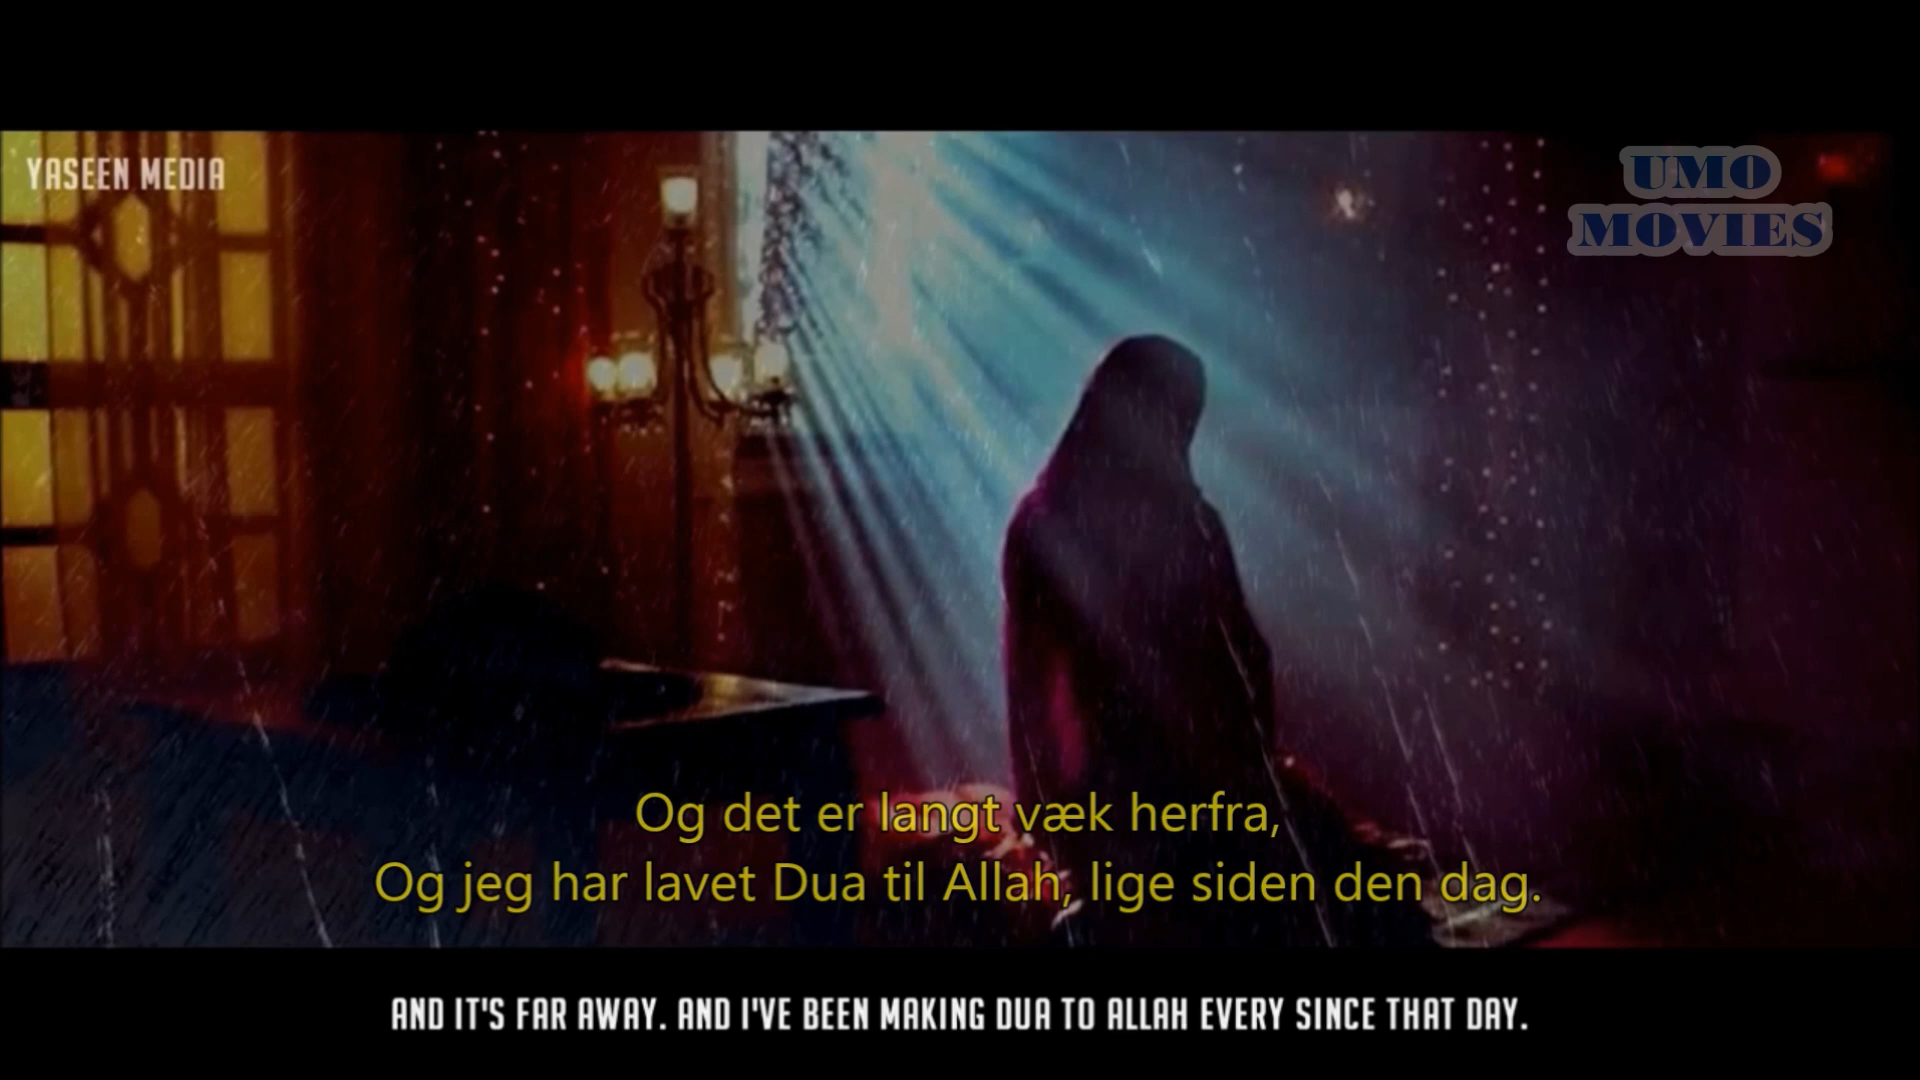 YASEEN MEDIA
UMO
MOVIES
Og det er langt væk herfra,
Og jeg har lavet Dua til Allah, lige siden den dag.
AND IT'S FAR AWAY. AND I'VE BEEN MAKING DUA TO ALLAH EVERY SINCE THAT DAY.